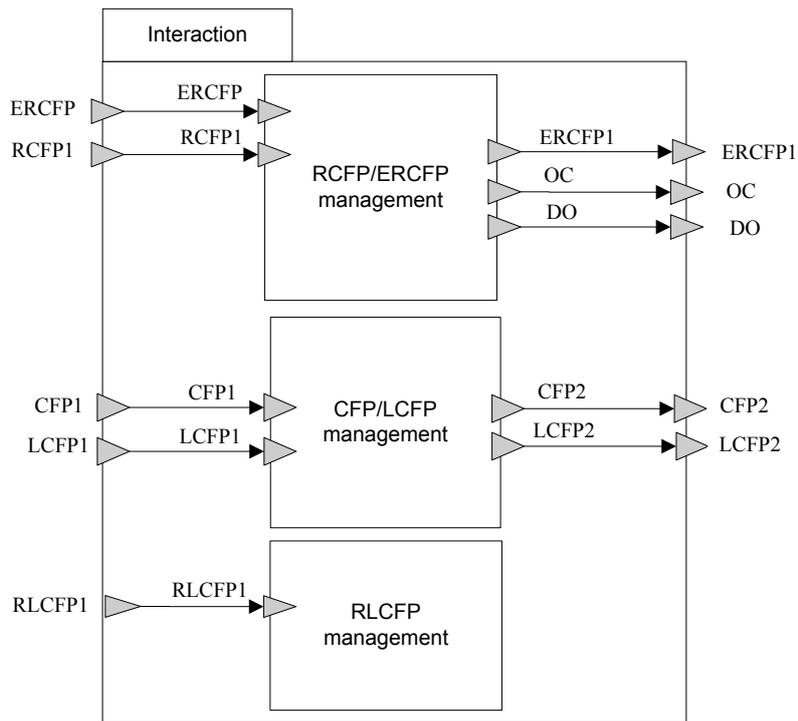 Interaction
ERCFP
ERCFP
RCFP1
RCFP1
RCFP/ERCFP
management
ERCFP1
ERCFP1
OC
OC
DO
DO
CFP1
CFP1
LCFP1
LCFP1
CFP/LCFP
management
CFP2
CFP2
LCFP2
LCFP2
RLCFP1
RLCFP1
RLCFP
management